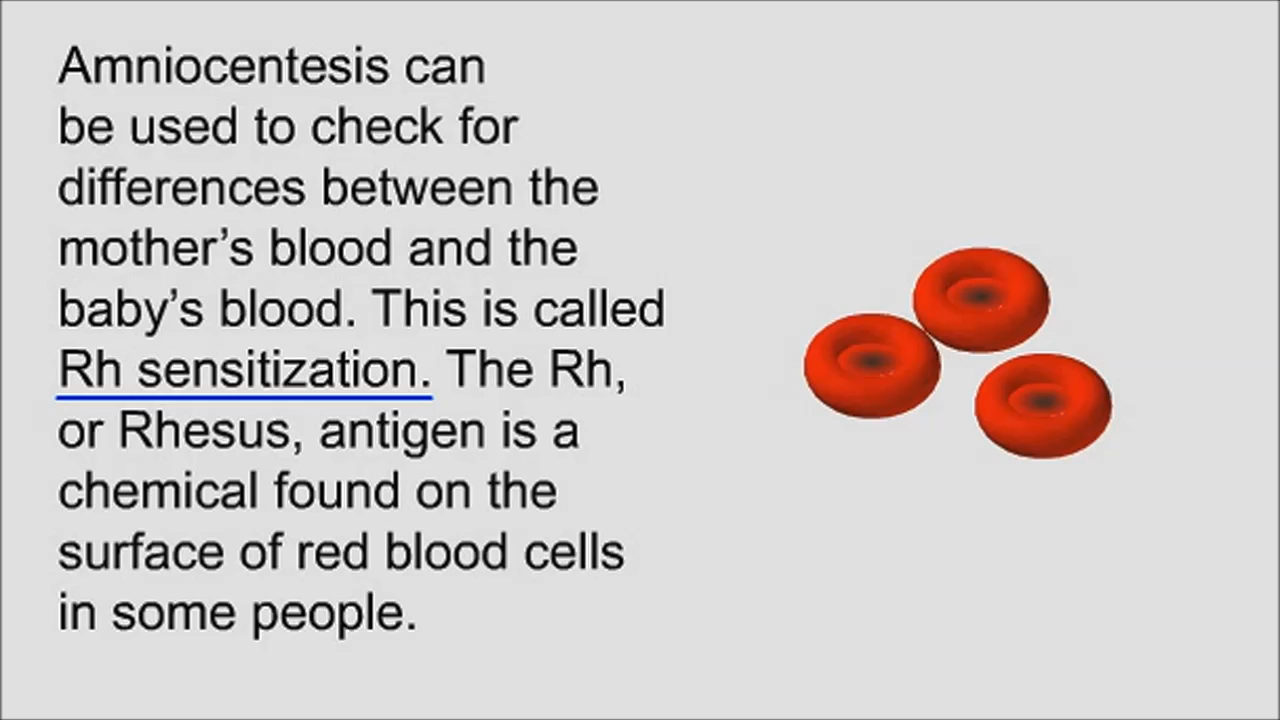 Amniocentesis can
be used to check for
differences between the
mother’s blood and the
baby’s blood. This is called
Rh sensitization. The Rh,
or Rhesus, antigen is a
chemical found on the
surface of red blood cells
in some people.